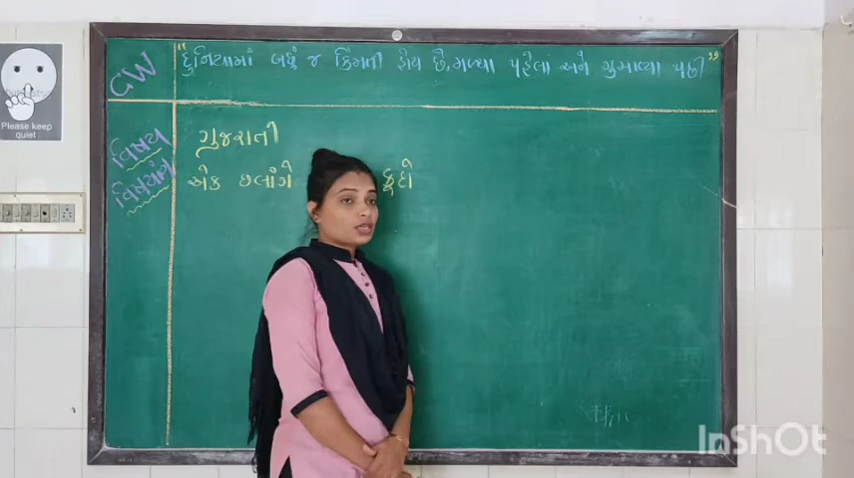 CW
"દુનિયામાં બધું જ કિંમતી હોય છે, મળ્યા પહેલાં અને ગુમાવ્યા પછી"
વિષય
ગુજરાતી
વિષયાંગ
એક છલાંગે
કૂદો
Please keep
quiet
InShOt